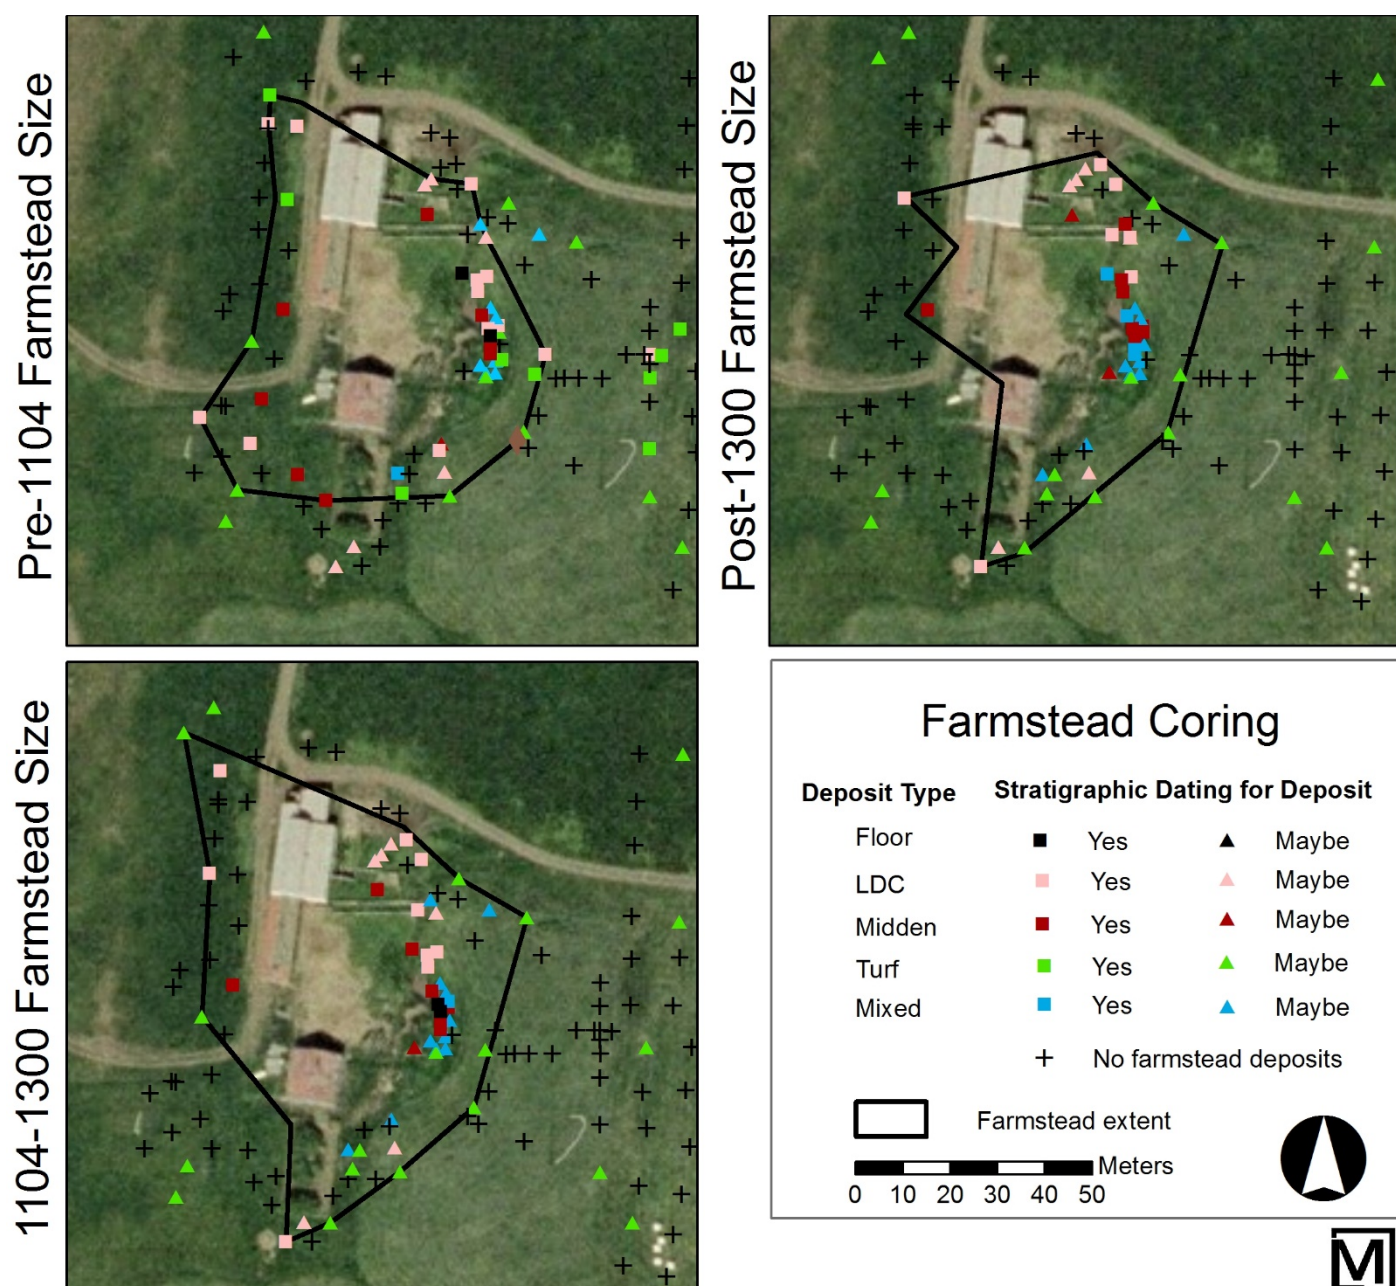 Pre-1104 Farmstead Size
Post-1300 Farmstead Size
1104-1300 Farmstead Size
Farmstead Coring
Deposit Type Stratigraphic Dating for Deposit
Floor Yes Maybe
LDC Yes Maybe
Midden Yes Maybe
Turf Yes Maybe
Mixed Yes Maybe
No farmstead deposits
Farmstead extent
Meters
0 10 20 30 40 50
M